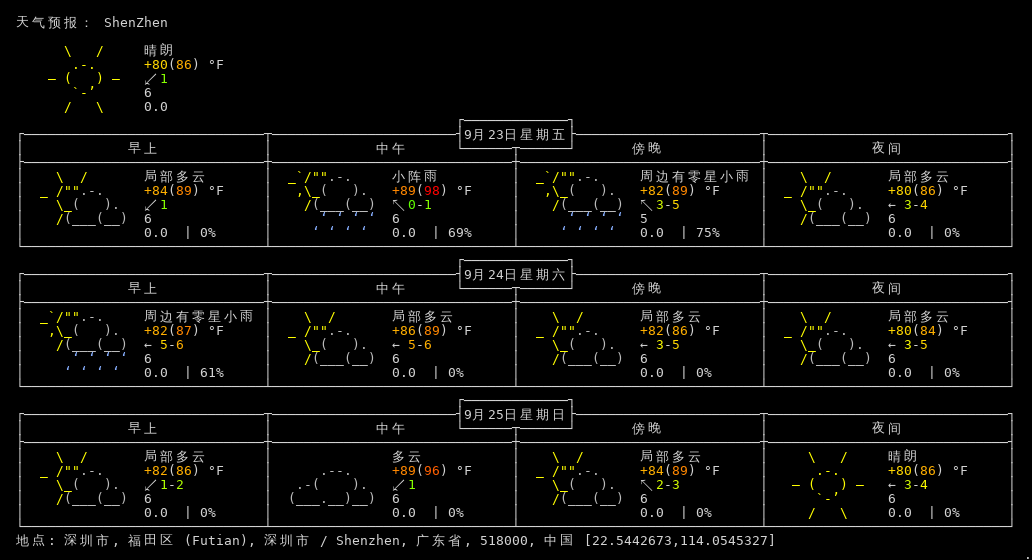 天气预报： ShenZhen
晴朗
+80(86) °F
↙1
6
0.0
9月23日星期五
早上 中午 傍晚 夜间
局部多云 小阵雨 周边有零星小雨 局部多云
+84(89) °F +89(98) °F +82(89) °F +80(86) °F
↙1 ↖0-1 ↖3-5 ← 3-4
6 6 5 6
0.0 | 0% 0.0 | 69% 0.0 | 75% 0.0 | 0%
9月24日星期六
早上 中午 傍晚 夜间
周边有零星小雨 局部多云 局部多云 局部多云
+82(87) °F +86(89) °F +82(86) °F +80(84) °F
← 5-6 ← 5-6 ← 3-5 ← 3-5
6 6 6 6
0.0 | 61% 0.0 | 0% 0.0 | 0% 0.0 | 0%
9月25日星期日
早上 中午 傍晚 夜间
局部多云 多云 局部多云 晴朗
+82(86) °F +89(96) °F +84(89) °F +80(86) °F
↙1-2 ↙1 ↖2-3 ← 3-4
6 6 6 6
0.0 | 0% 0.0 | 0% 0.0 | 0% 0.0 | 0%
地点: 深圳市, 福田区 (Futian), 深圳市 / Shenzhen, 广东省, 518000, 中国 [22.5442673,114.0545327]